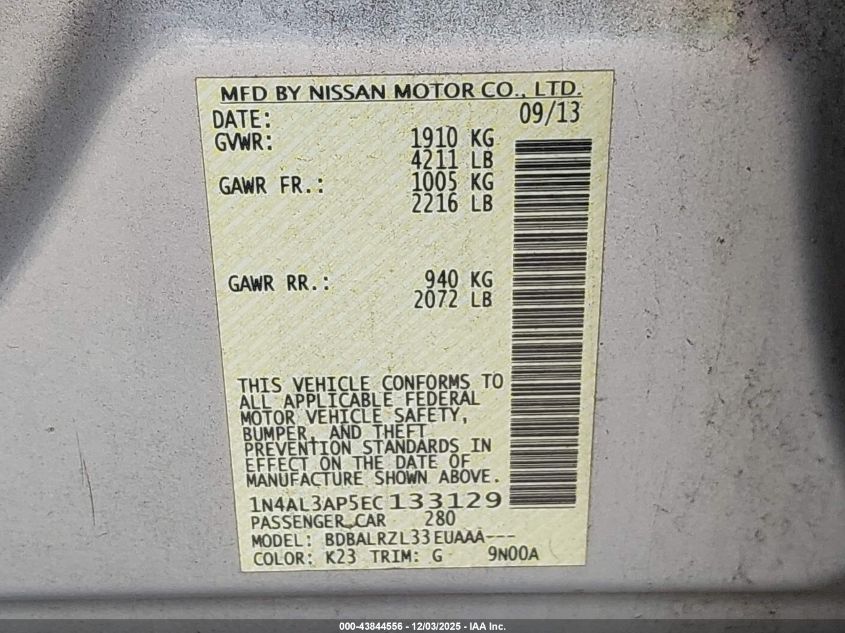 MFD BY NISSAN MOTOR CO., LTD.
DATE: 09/13
GVWR: 1910 KG
4211 LB
GAWR FR.: 1005 KG
2216 LB
GAWR RR.: 940 KG
2072 LB
THIS VEHICLE CONFORMS TO
ALL APPLICABLE FEDERAL
MOTOR VEHICLE SAFETY,
BUMPER, AND THEFT
PREVENTION STANDARDS IN
EFFECT ON THE DATE OF
MANUFACTURE SHOWN ABOVE.
1N4AL3AP5EC133129
PASSENGER CAR 280
MODEL: BDBALRZL33EUAAA---
COLOR: K23 TRIM: G 9N00A
000-43844556 - 12/03/2025 - IAA Inc.